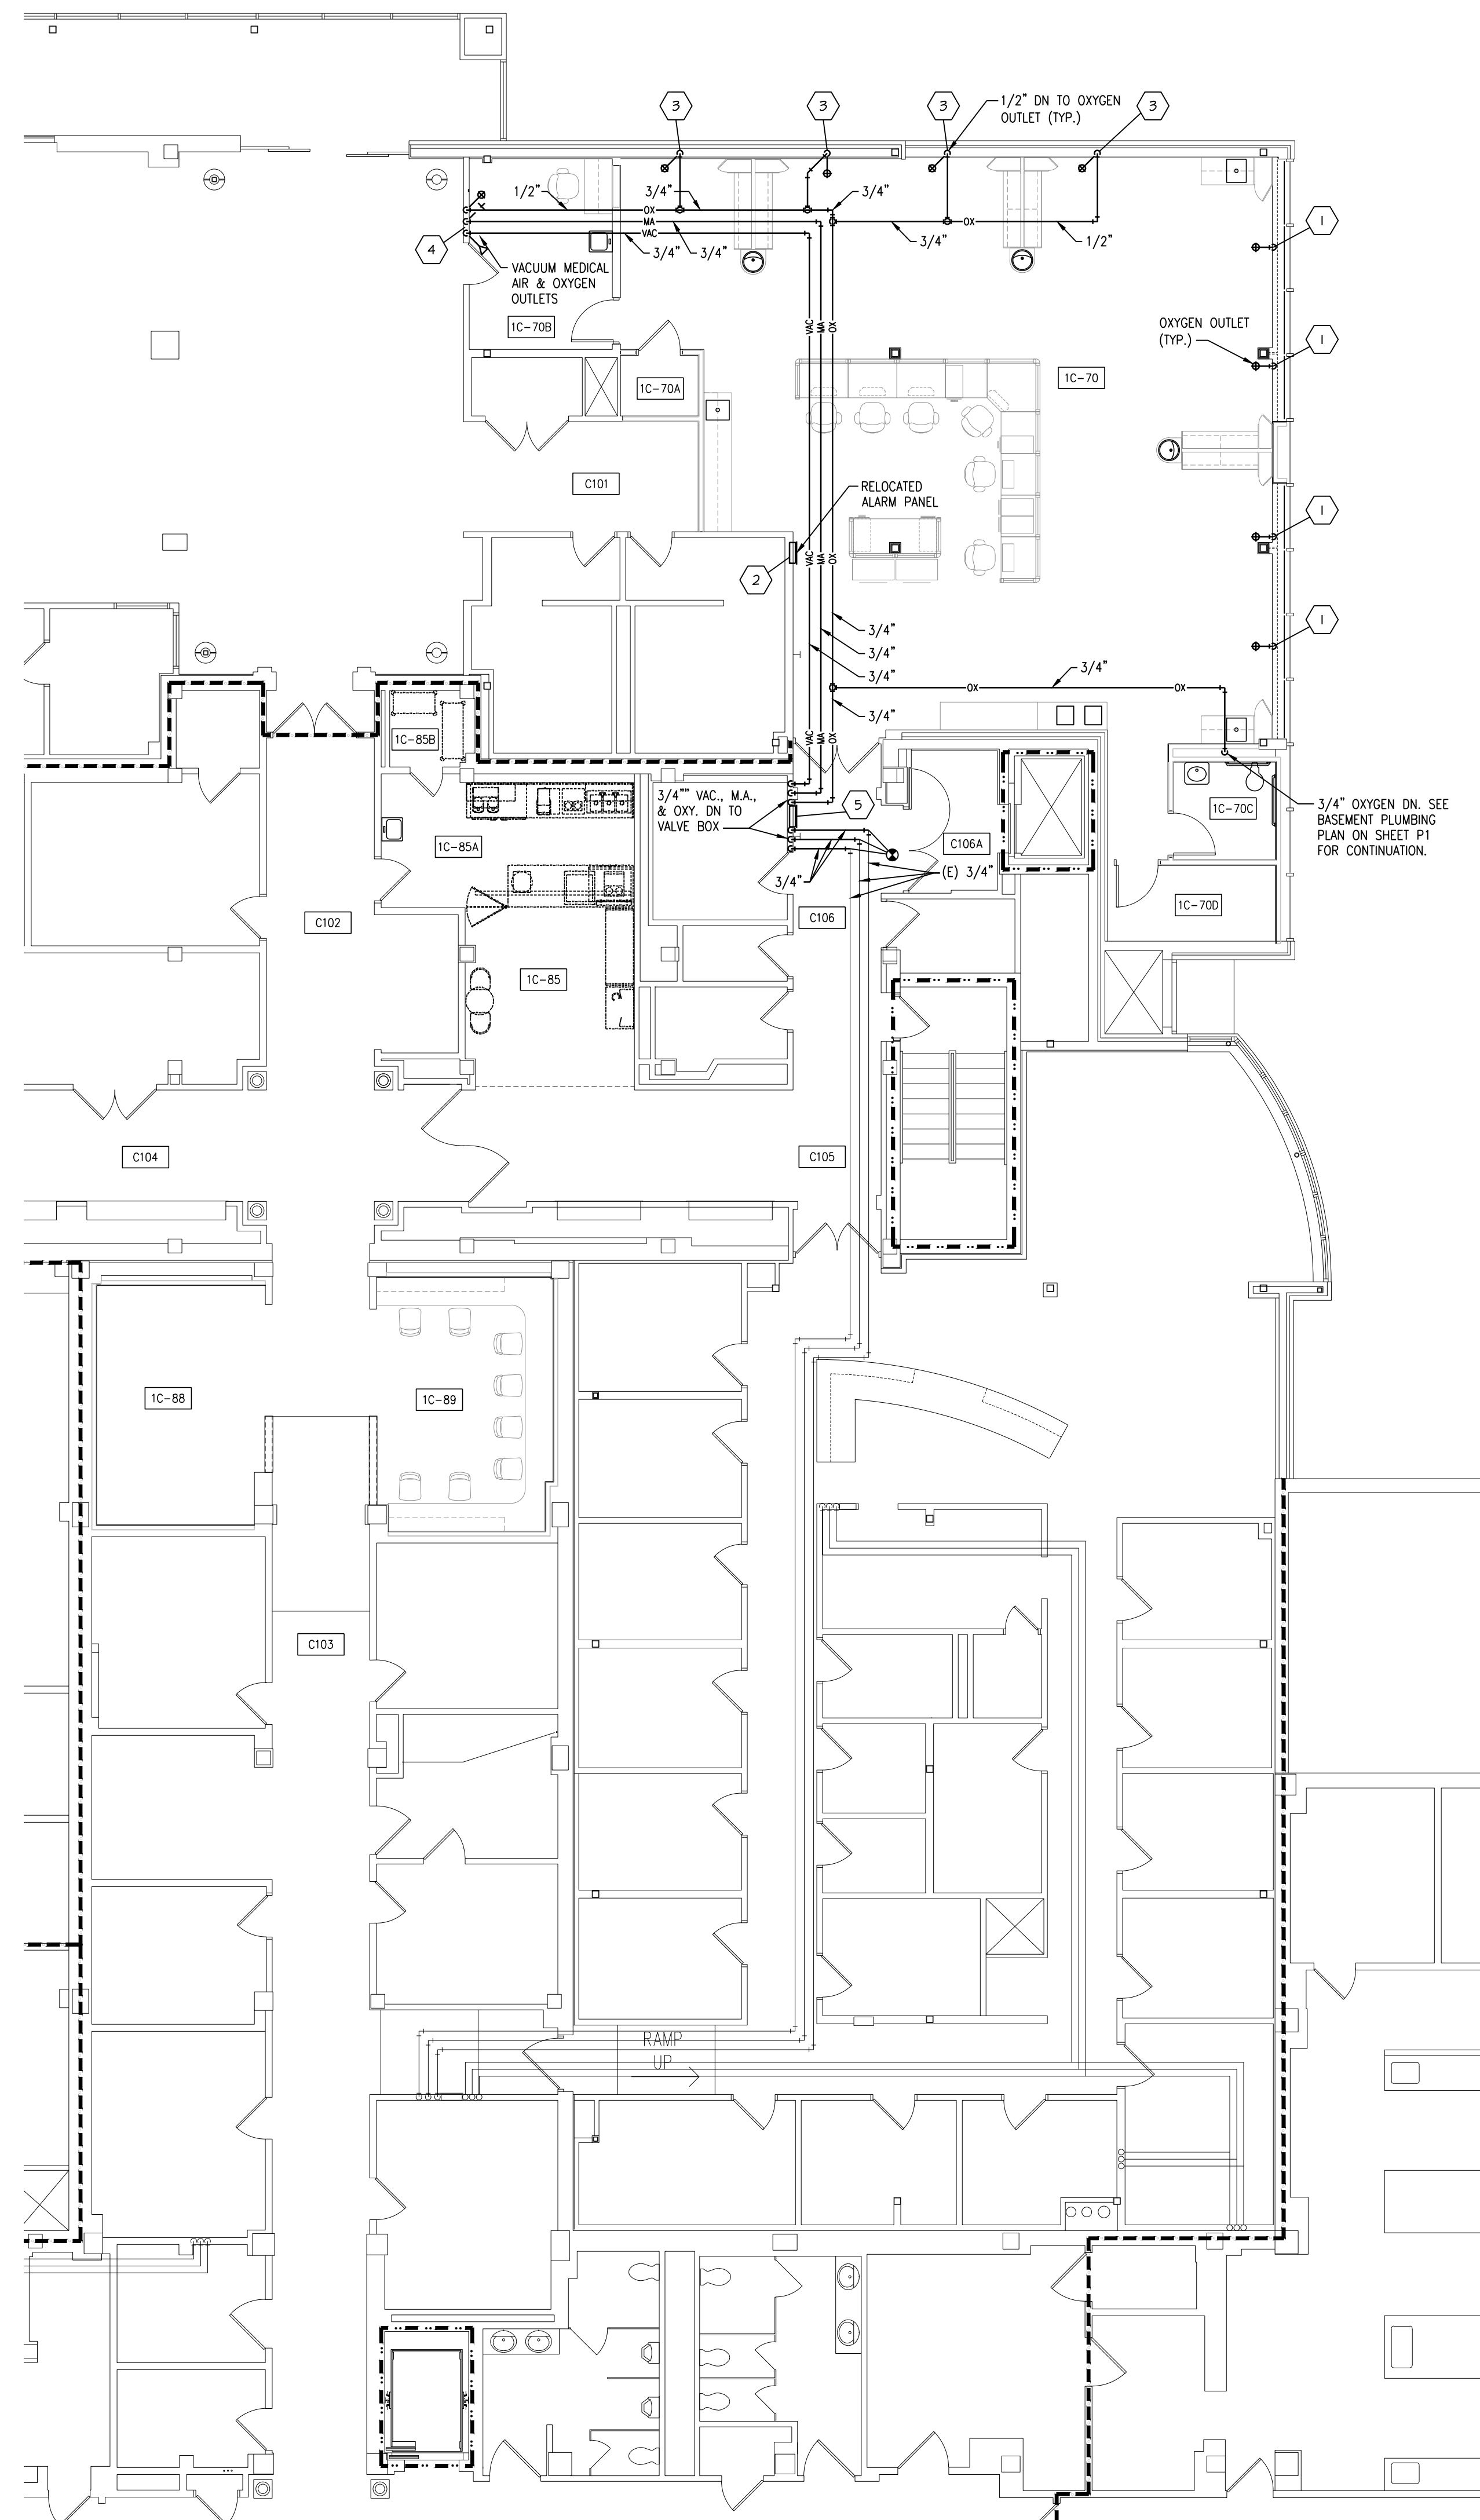 3
3
3
1/2" DN TO OXYGEN
OUTLET (TYP.)
3
1/2"
3/4"
3/4"
OX
MA
VAC
OX
4
3/4"
3/4"
3/4"
1/2"
1
VACUUM MEDICAL
AIR & OXYGEN
OUTLETS
1C-70B
VAC
MA
OX
OXYGEN OUTLET
(TYP.)
1
1C-70A
1C-70
C101
RELOCATED
ALARM PANEL
1
VAC
MA
OX
2
3/4"
3/4"
3/4"
1
3/4"
OX
OX
3/4"
1C-85B
VAC
MA
OX
3/4"" VAC., M.A.,
& OXY. DN TO
VALVE BOX
5
1C-70C
3/4" OXYGEN DN. SEE
BASEMENT PLUMBING
PLAN ON SHEET P1
FOR CONTINUATION.
1C-85A
C106A
3/4"
(E) 3/4"
1C-70D
C102
C106
1C-85
C104
C105
1C-88
1C-89
C103
RAMP
UP